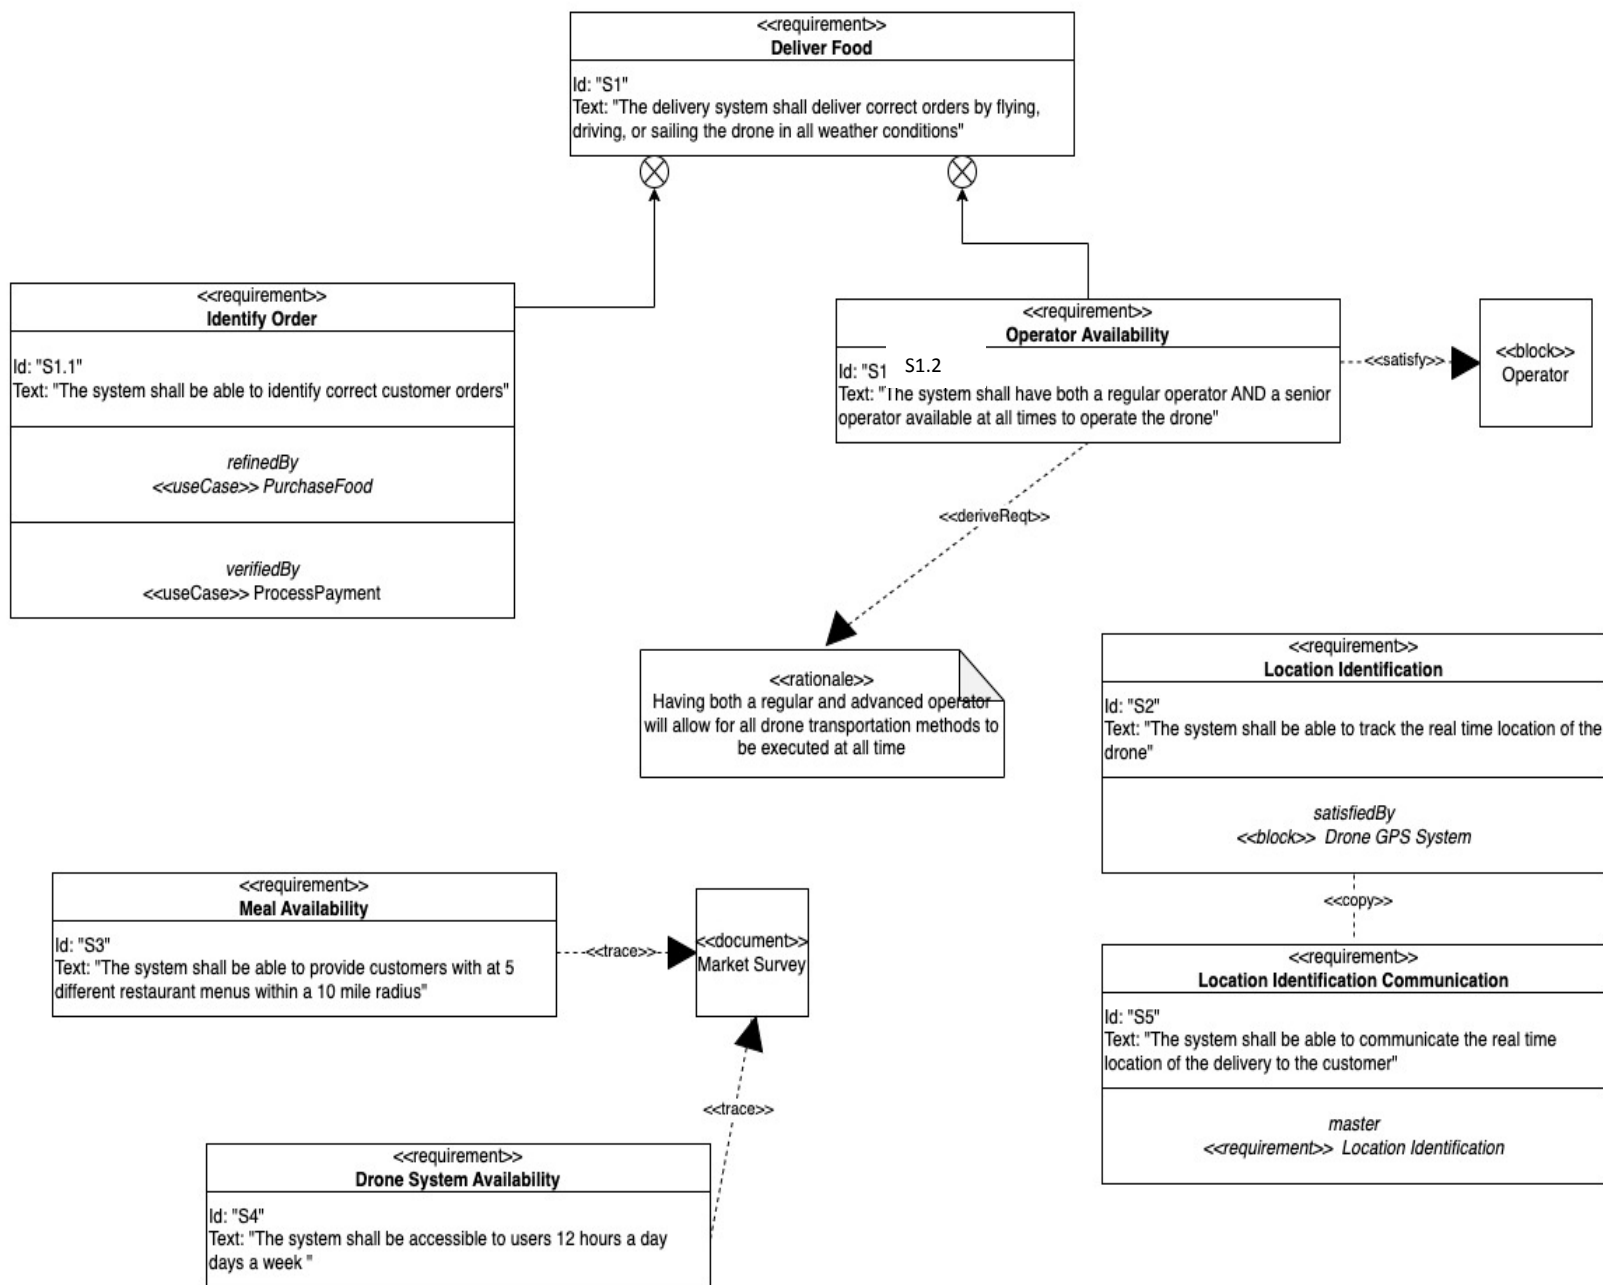 <<requirement>>
Deliver Food
Id: "S1"
Text: "The delivery system shall deliver correct orders by flying,
driving, or sailing the drone in all weather conditions"
<<requirement>>
Identify Order
Id: "S1.1"
Text: "The system shall be able to identify correct customer orders"
refinedBy
<<useCase>> PurchaseFood
verifiedBy
<<useCase>> ProcessPayment
<<requirement>>
Operator Availability
Id: "S1 S1.2
Text: "The system shall have both a regular operator AND a senior
operator available at all times to operate the drone"
<<satisfy>>
<<block>>
Operator
<<deriveReqt>>
<<rationale>>
Having both a regular and advanced operator
will allow for all drone transportation methods to
be executed at all time
<<requirement>>
Location Identification
Id: "S2"
Text: "The system shall be able to track the real time location of the
drone"
satisfiedBy
<<block>> Drone GPS System
<<copy>>
<<requirement>>
Location Identification Communication
Id: "S5"
Text: "The system shall be able to communicate the real time
location of the delivery to the customer"
master
<<requirement>> Location Identification
<<requirement>>
Meal Availability
Id: "S3"
Text: "The system shall be able to provide customers with at 5
different restaurant menus within a 10 mile radius"
<<trace>>
<<document>>
Market Survey
<<trace>>
<<requirement>>
Drone System Availability
Id: "S4"
Text: "The system shall be accessible to users 12 hours a day
days a week "